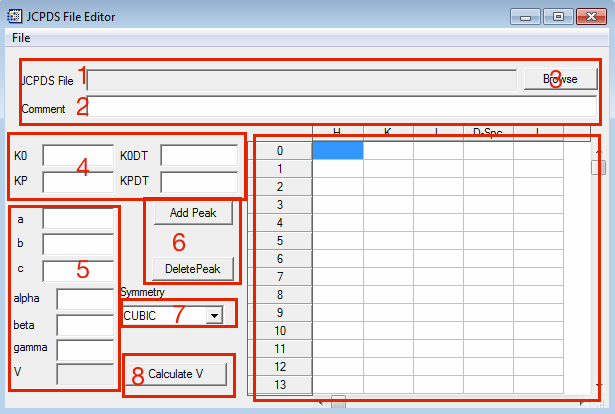 JCPDS File Editor
File
JCPDS File 1 3 Browse
Comment 2
H K L D-Spc I
K0 4 K0DT
KP KPDT
0
1
2
3
4
5
6
7
8
9
10
11
12
13
a
b
c 5
alpha
beta
gamma
V
Add Peak
6
DeletePeak
Symmetry
CUBIC 7
8 Calculate V